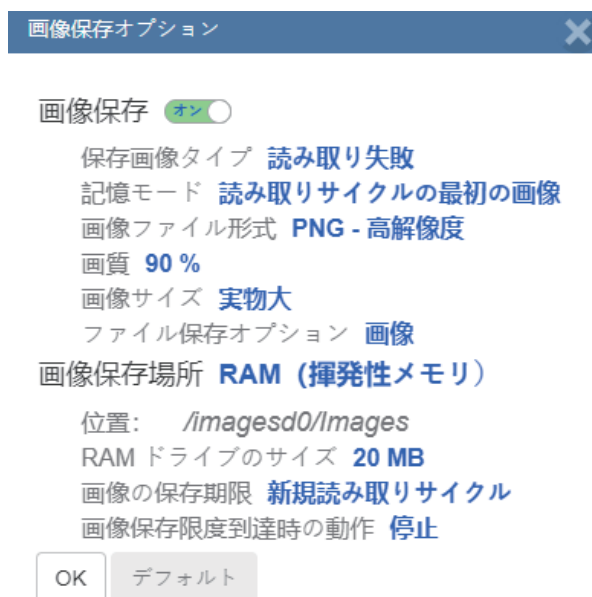 画像保存オプション
画像保存 オン
保存画像タイプ 読み取り失敗
記憶モード 読み取りサイクルの最初の画像
画像ファイル形式 PNG - 高解像度
画質 90 %
画像サイズ 実物大
ファイル保存オプション 画像
画像保存場所 RAM（揮発性メモリ）
位置: /imagesd0/Images
RAM ドライブのサイズ 20 MB
画像の保存期限 新規読み取りサイクル
画像保存限度到達時の動作 停止
OK デフォルト